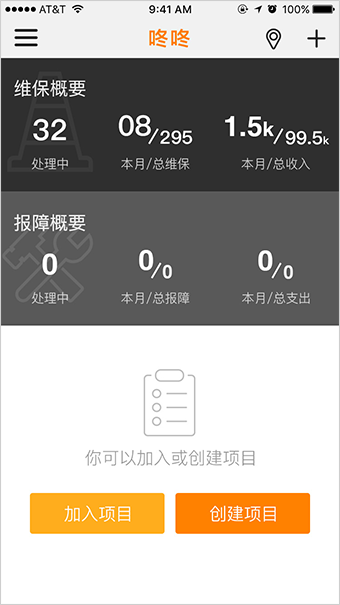 AT&T 9:41 AM 100%
咚咚
维保概要
32 08/295 1.5k/99.5k
处理中 本月/总维保 本月/总收入
报障概要
0 0/0 0/0
处理中 本月/总报障 本月/总支出
你可以加入或创建项目
加入项目 创建项目